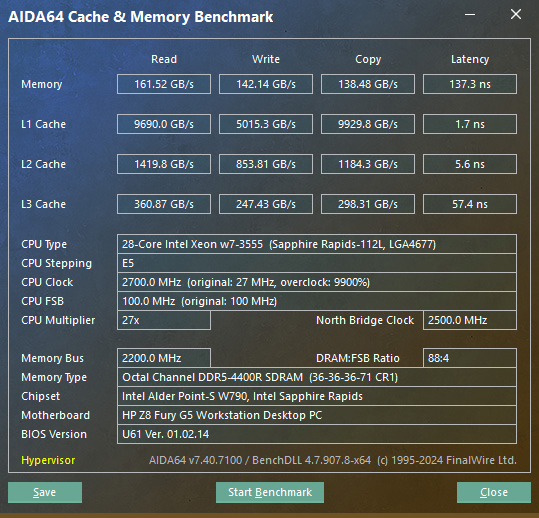 AIDA64 Cache & Memory Benchmark
Read Write Copy Latency
Memory 161.52 GB/s 142.14 GB/s 138.48 GB/s 137.3 ns
L1 Cache 9690.0 GB/s 5015.3 GB/s 9929.8 GB/s 1.7 ns
L2 Cache 1419.8 GB/s 853.81 GB/s 1184.3 GB/s 5.6 ns
L3 Cache 360.87 GB/s 247.43 GB/s 298.31 GB/s 57.4 ns
CPU Type 28-Core Intel Xeon w7-3555 (Sapphire Rapids-112L, LGA4677)
CPU Stepping E5
CPU Clock 2700.0 MHz (original: 27 MHz, overclock: 9900%)
CPU FSB 100.0 MHz (original: 100 MHz)
CPU Multiplier 27x North Bridge Clock 2500.0 MHz
Memory Bus 2200.0 MHz DRAM:FSB Ratio 88:4
Memory Type Octal Channel DDR5-4400R SDRAM (36-36-36-71 CR1)
Chipset Intel Alder Point-S W790, Intel Sapphire Rapids
Motherboard HP Z8 Fury G5 Workstation Desktop PC
BIOS Version U61 Ver. 01.02.14
Hypervisor AIDA64 v7.40.7100 / BenchDLL 4.7.907.8-x64 (c) 1995-2024 FinalWire Ltd.
Save Start Benchmark Close